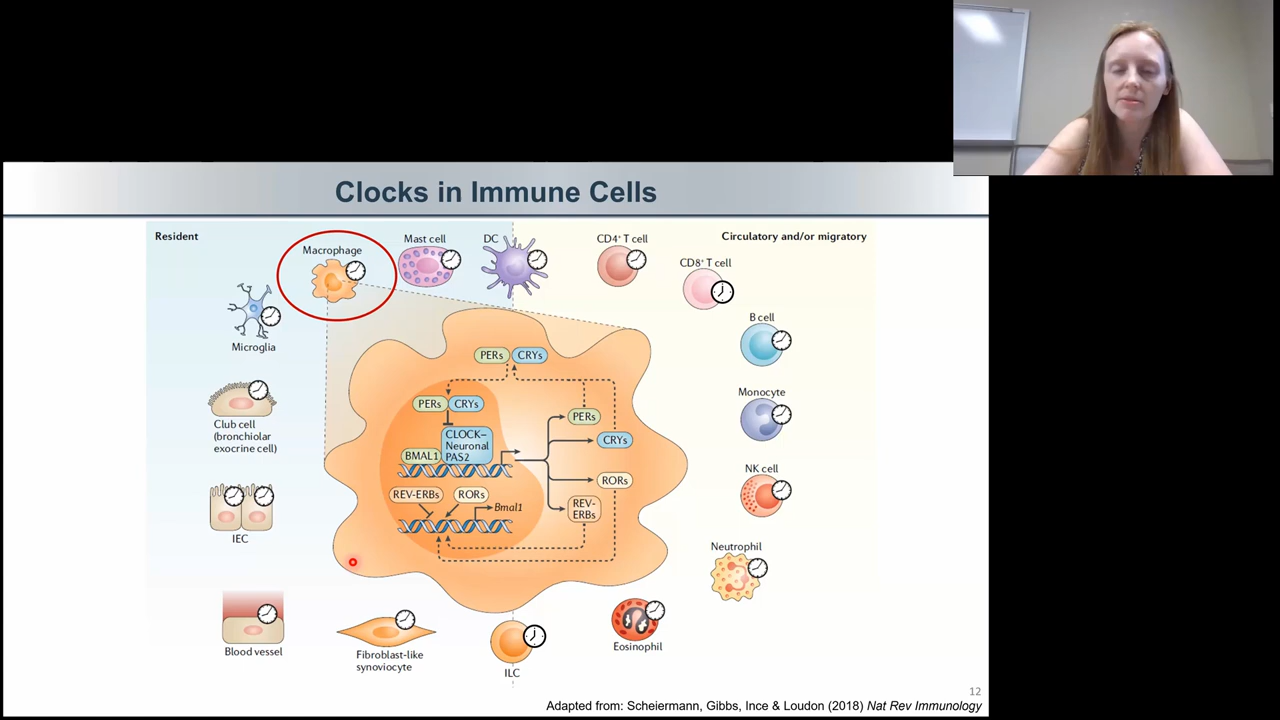 Clocks in Immune Cells
Resident
Circulatory and/or migratory
Macrophage
Mast cell
DC
CD4⁺ T cell
CD8⁺ T cell
Microglia
B cell
Club cell
(bronchiolar
exocrine cell)
Monocyte
IEC
NK cell
Neutrophil
Blood vessel
Fibroblast-like
synoviocyte
ILC
Eosinophil
PERs
CRYs
PERs
CRYs
CLOCK–
Neuronal
PAS2
BMAL1
PERs
CRYs
RORs
REV-
ERBs
REV-ERBs
RORs
Bmal1
12
Adapted from: Scheiermann, Gibbs, Ince & Loudon (2018) Nat Rev Immunology